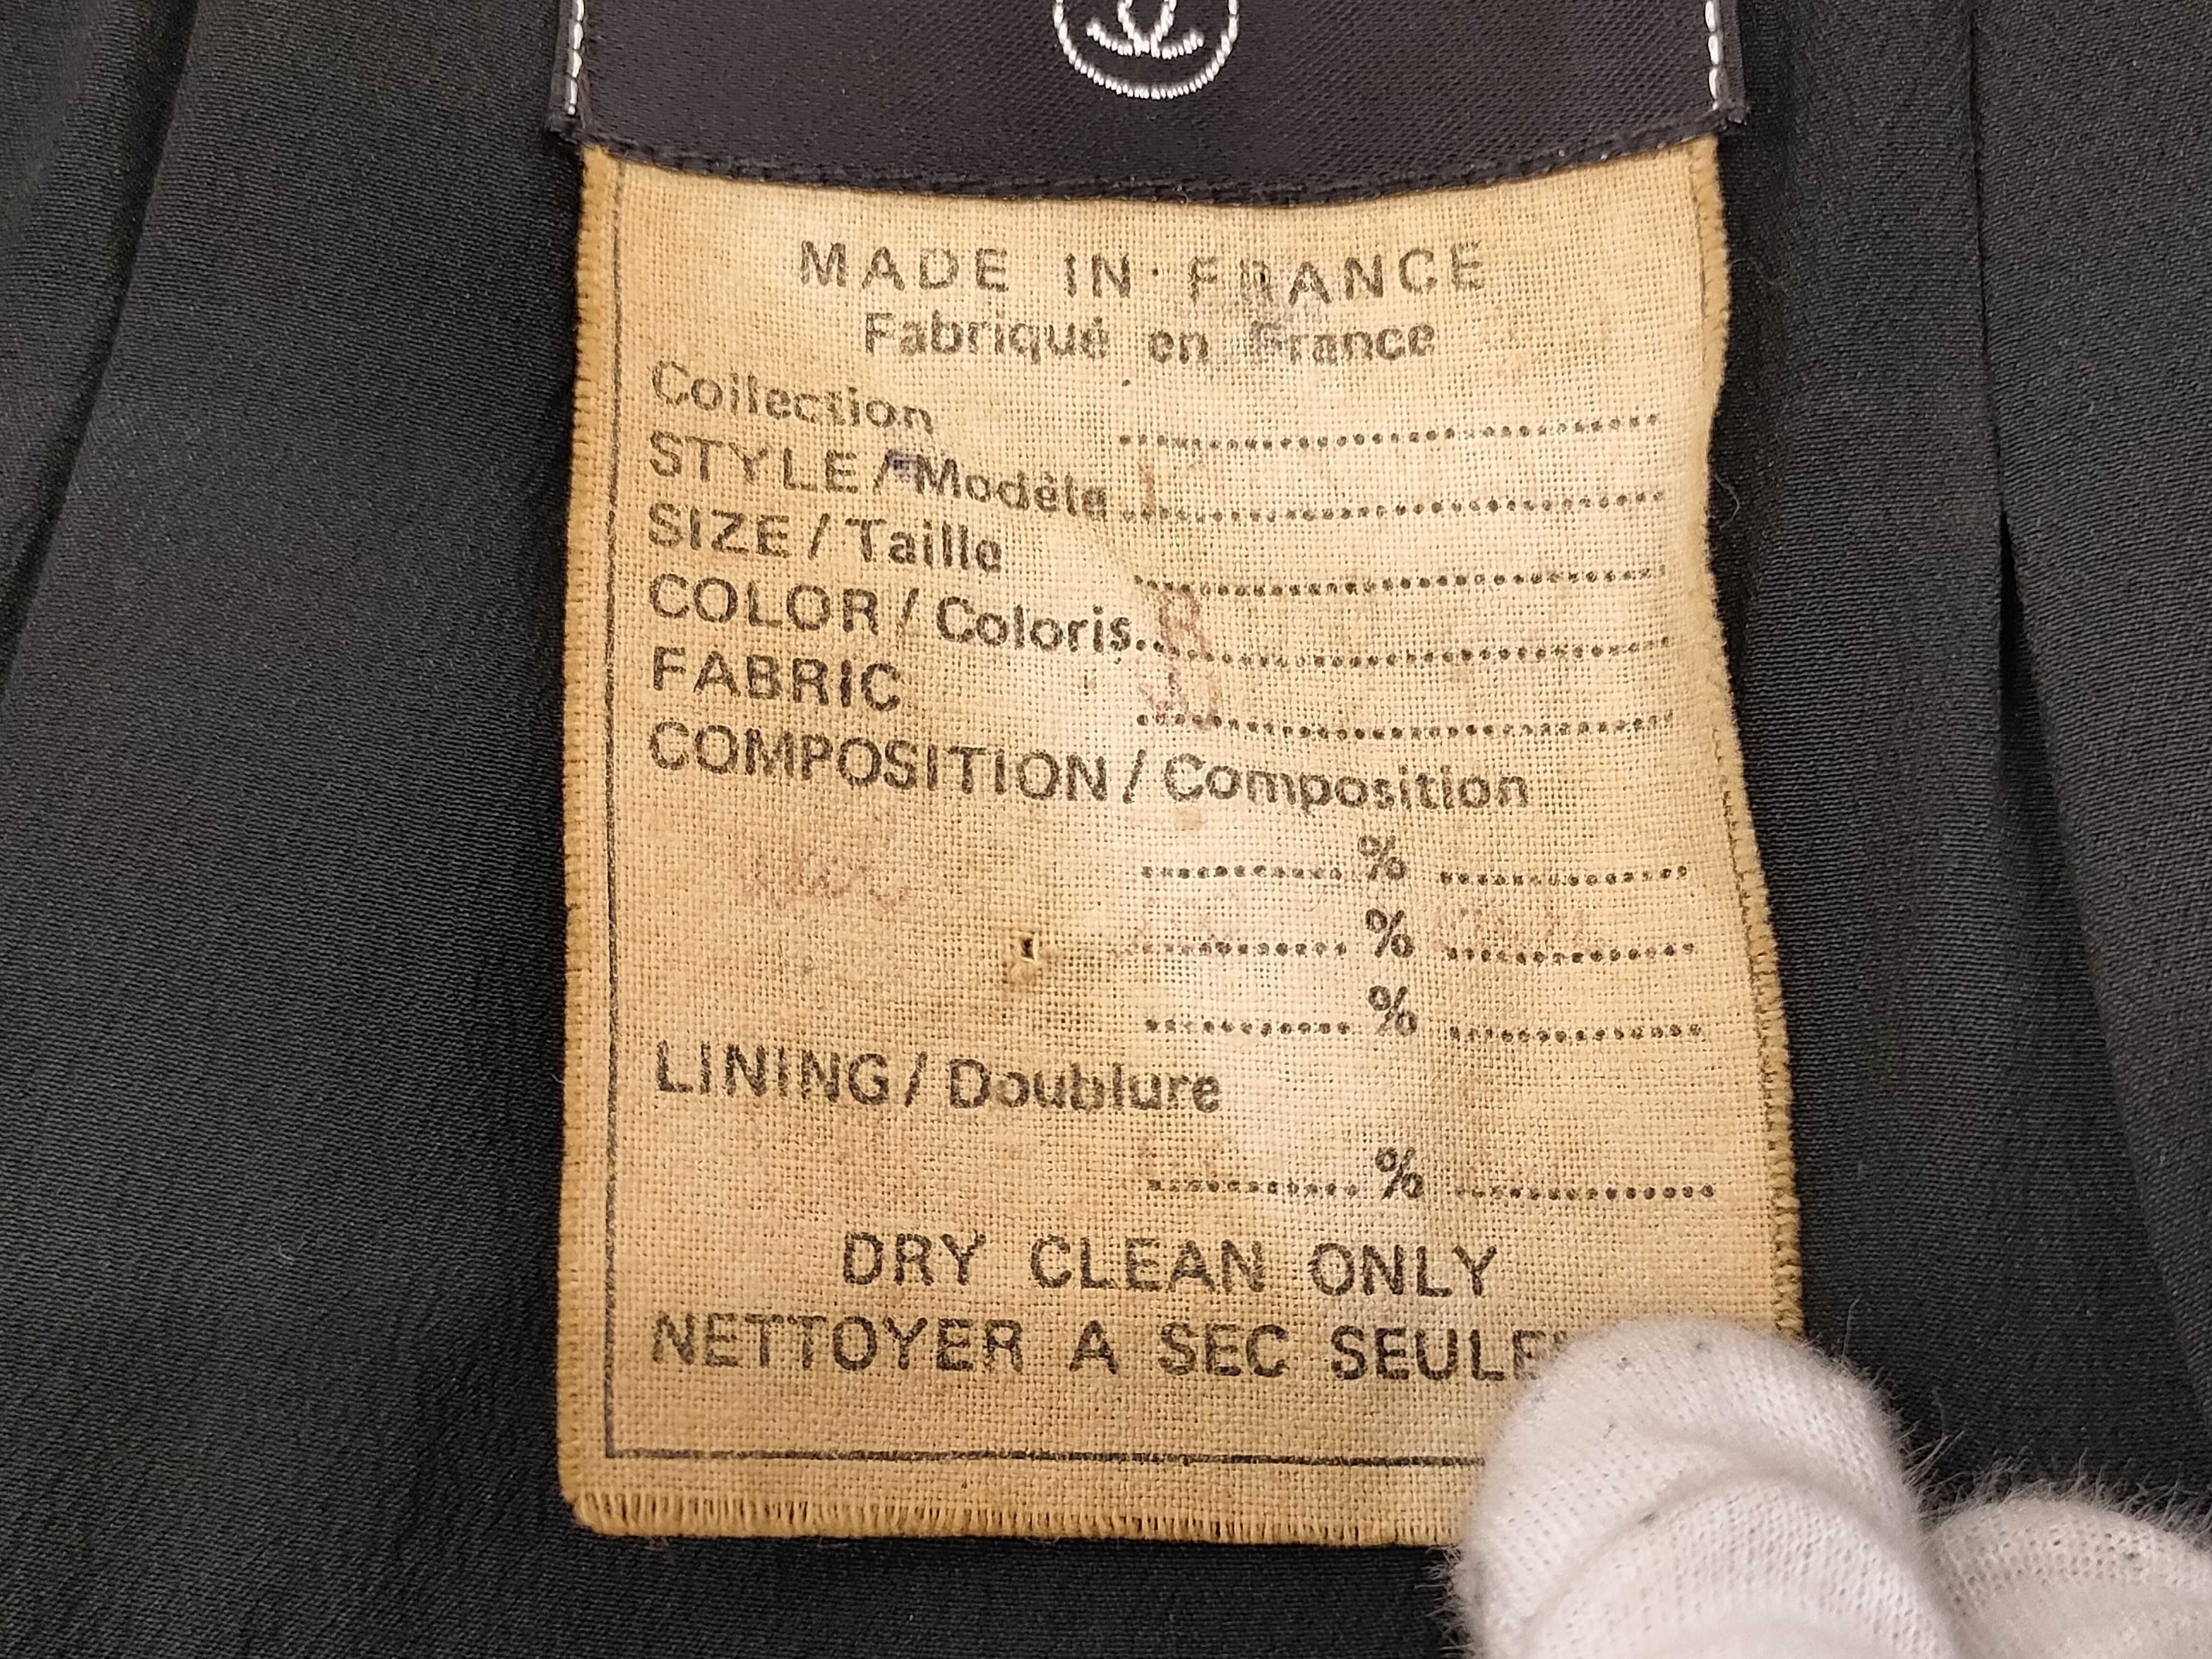 MADE IN FRANCE
Fabriqué en France
Collection ..............................
STYLE / Modèle ..............................
SIZE / Taille ..............................
COLOR / Coloris ..............................
FABRIC ..............................
COMPOSITION / Composition
............ % ...............
............ % ...............
............ % ...............
LINING / Doublure
............ % ...............
DRY CLEAN ONLY
NETTOYER A SEC